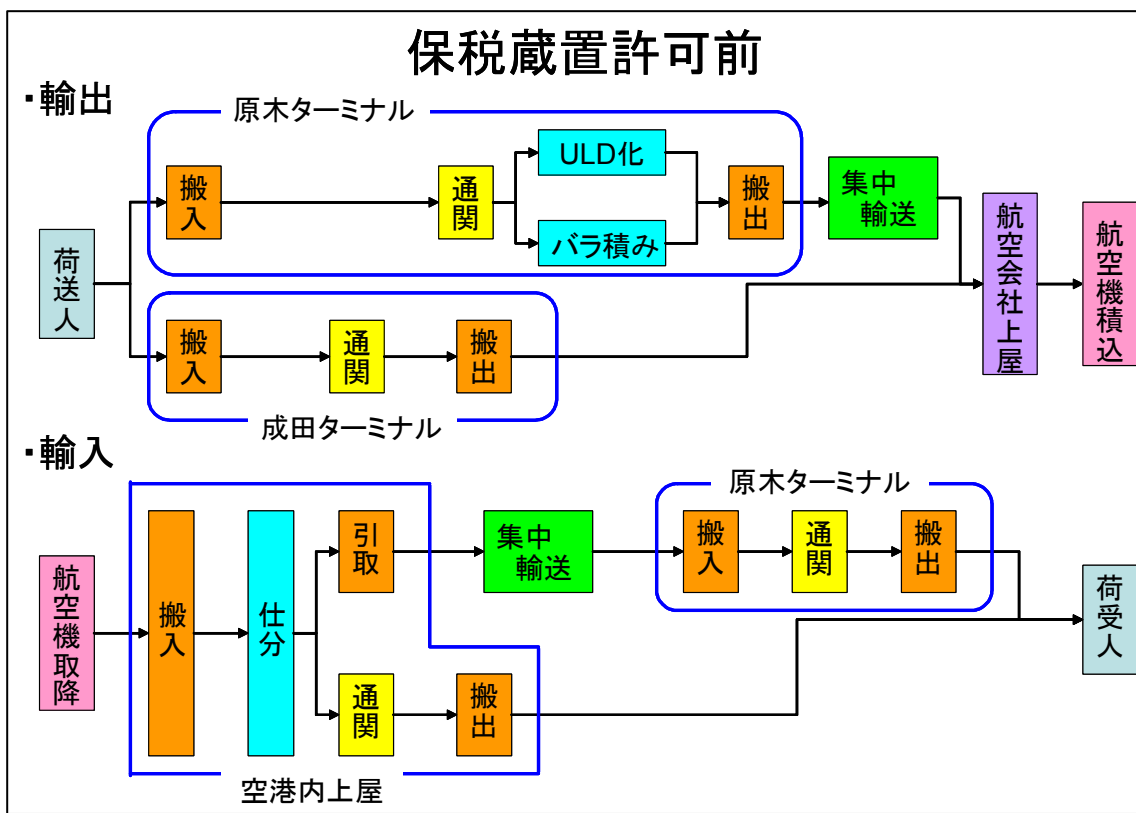 保税蔵置許可前
・輸出
原木ターミナル
荷送人
搬入
通関
ULD化
バラ積み
搬出
集中
輸送
航空会社上屋
航空機積込
搬入
通関
搬出
成田ターミナル
・輸入
航空機取降
搬入
仕分
引取
集中
輸送
原木ターミナル
搬入
通関
搬出
荷受人
通関
搬出
空港内上屋